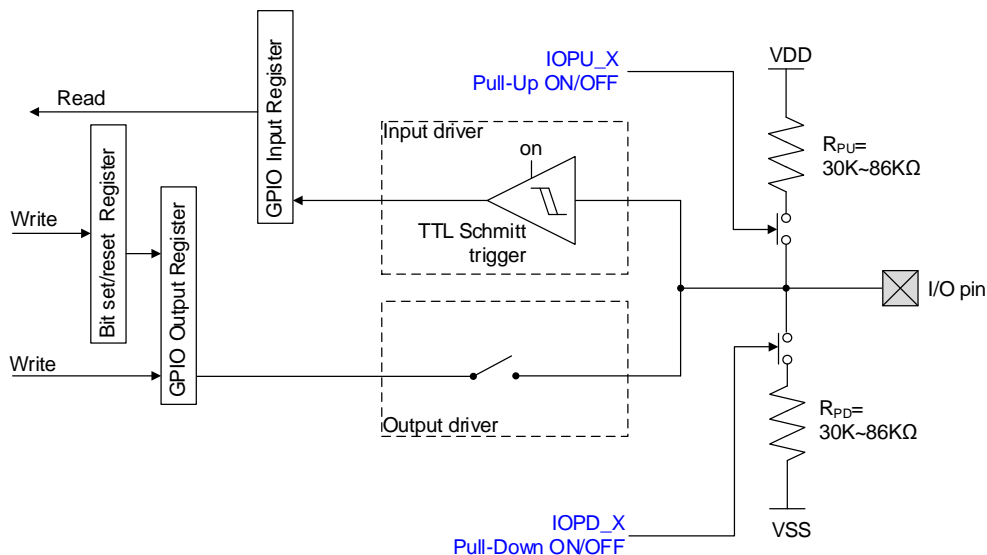 IOPU_X
Pull-Up ON/OFF
VDD
Read
GPIO Input Register
Input driver
on
TTL Schmitt
trigger
R_PU=
30K~86KΩ
Write
Bit set/reset Register
GPIO Output Register
I/O pin
Write
Output driver
R_PD=
30K~86KΩ
IOPD_X
Pull-Down ON/OFF
VSS